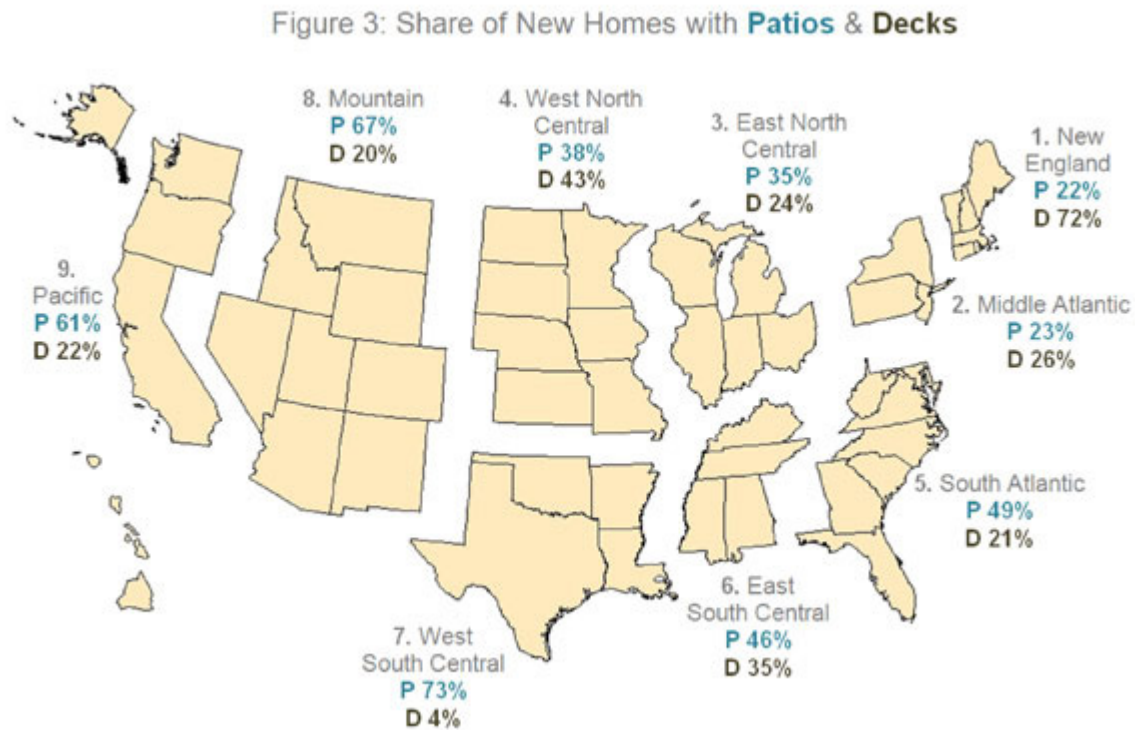 Figure 3: Share of New Homes with Patios & Decks
8. Mountain
P 67%
D 20%
4. West North
Central
P 38%
D 43%
3. East North
Central
P 35%
D 24%
1. New
England
P 22%
D 72%
9.
Pacific
P 61%
D 22%
2. Middle Atlantic
P 23%
D 26%
5. South Atlantic
P 49%
D 21%
6. East
South Central
P 46%
D 35%
7. West
South Central
P 73%
D 4%